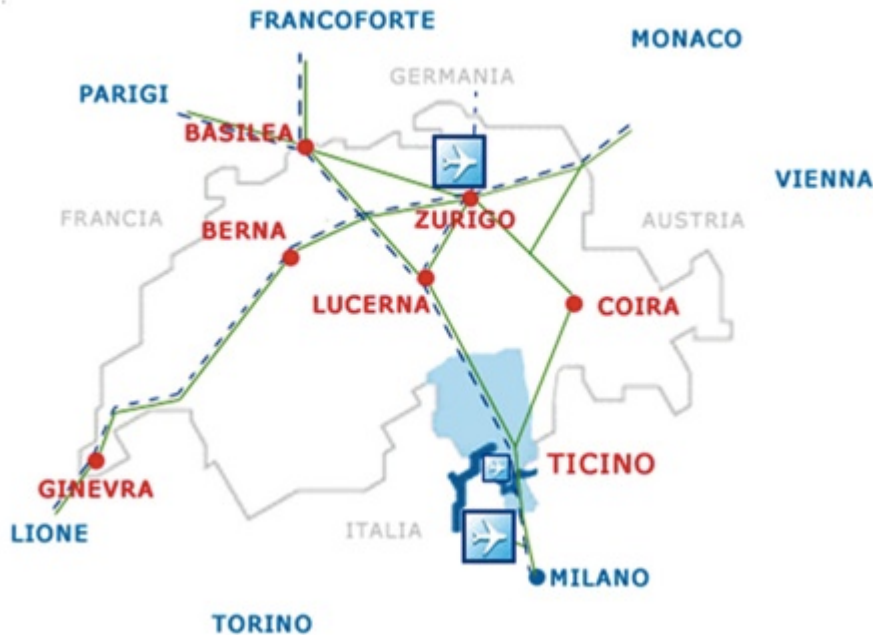 FRANCOFORTE
MONACO
GERMANIA
PARIGI
BASILEA
VIENNA
FRANCIA
BERNA
ZURIGO
AUSTRIA
LUCERNA
COIRA
TICINO
GINEVRA
LIONE
ITALIA
MILANO
TORINO